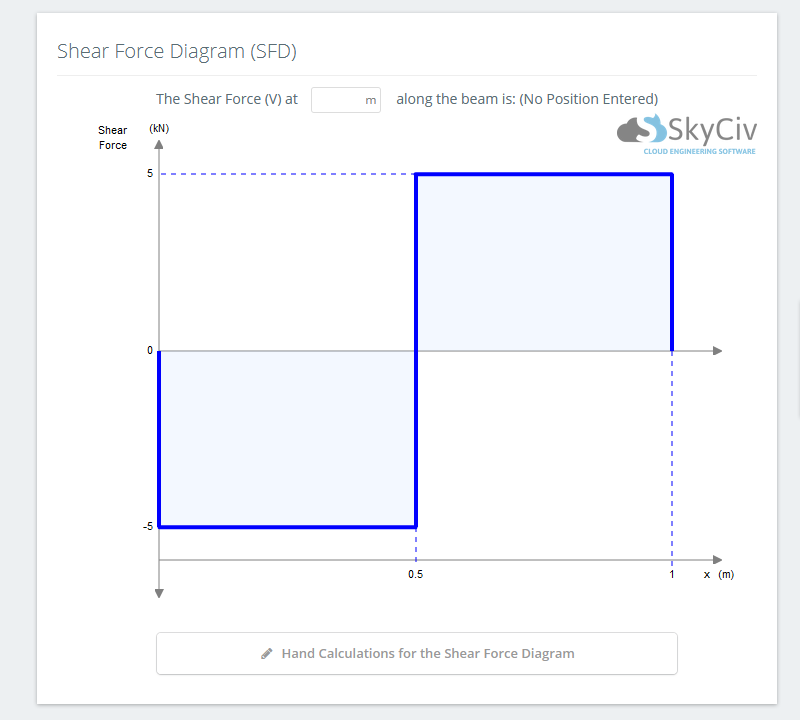 Shear Force Diagram (SFD)
The Shear Force (V) at m along the beam is: (No Position Entered)
SkyCiv
CLOUD ENGINEERING SOFTWARE
Shear
Force
(kN)
5
0
-5
0.5
1
x (m)
Hand Calculations for the Shear Force Diagram